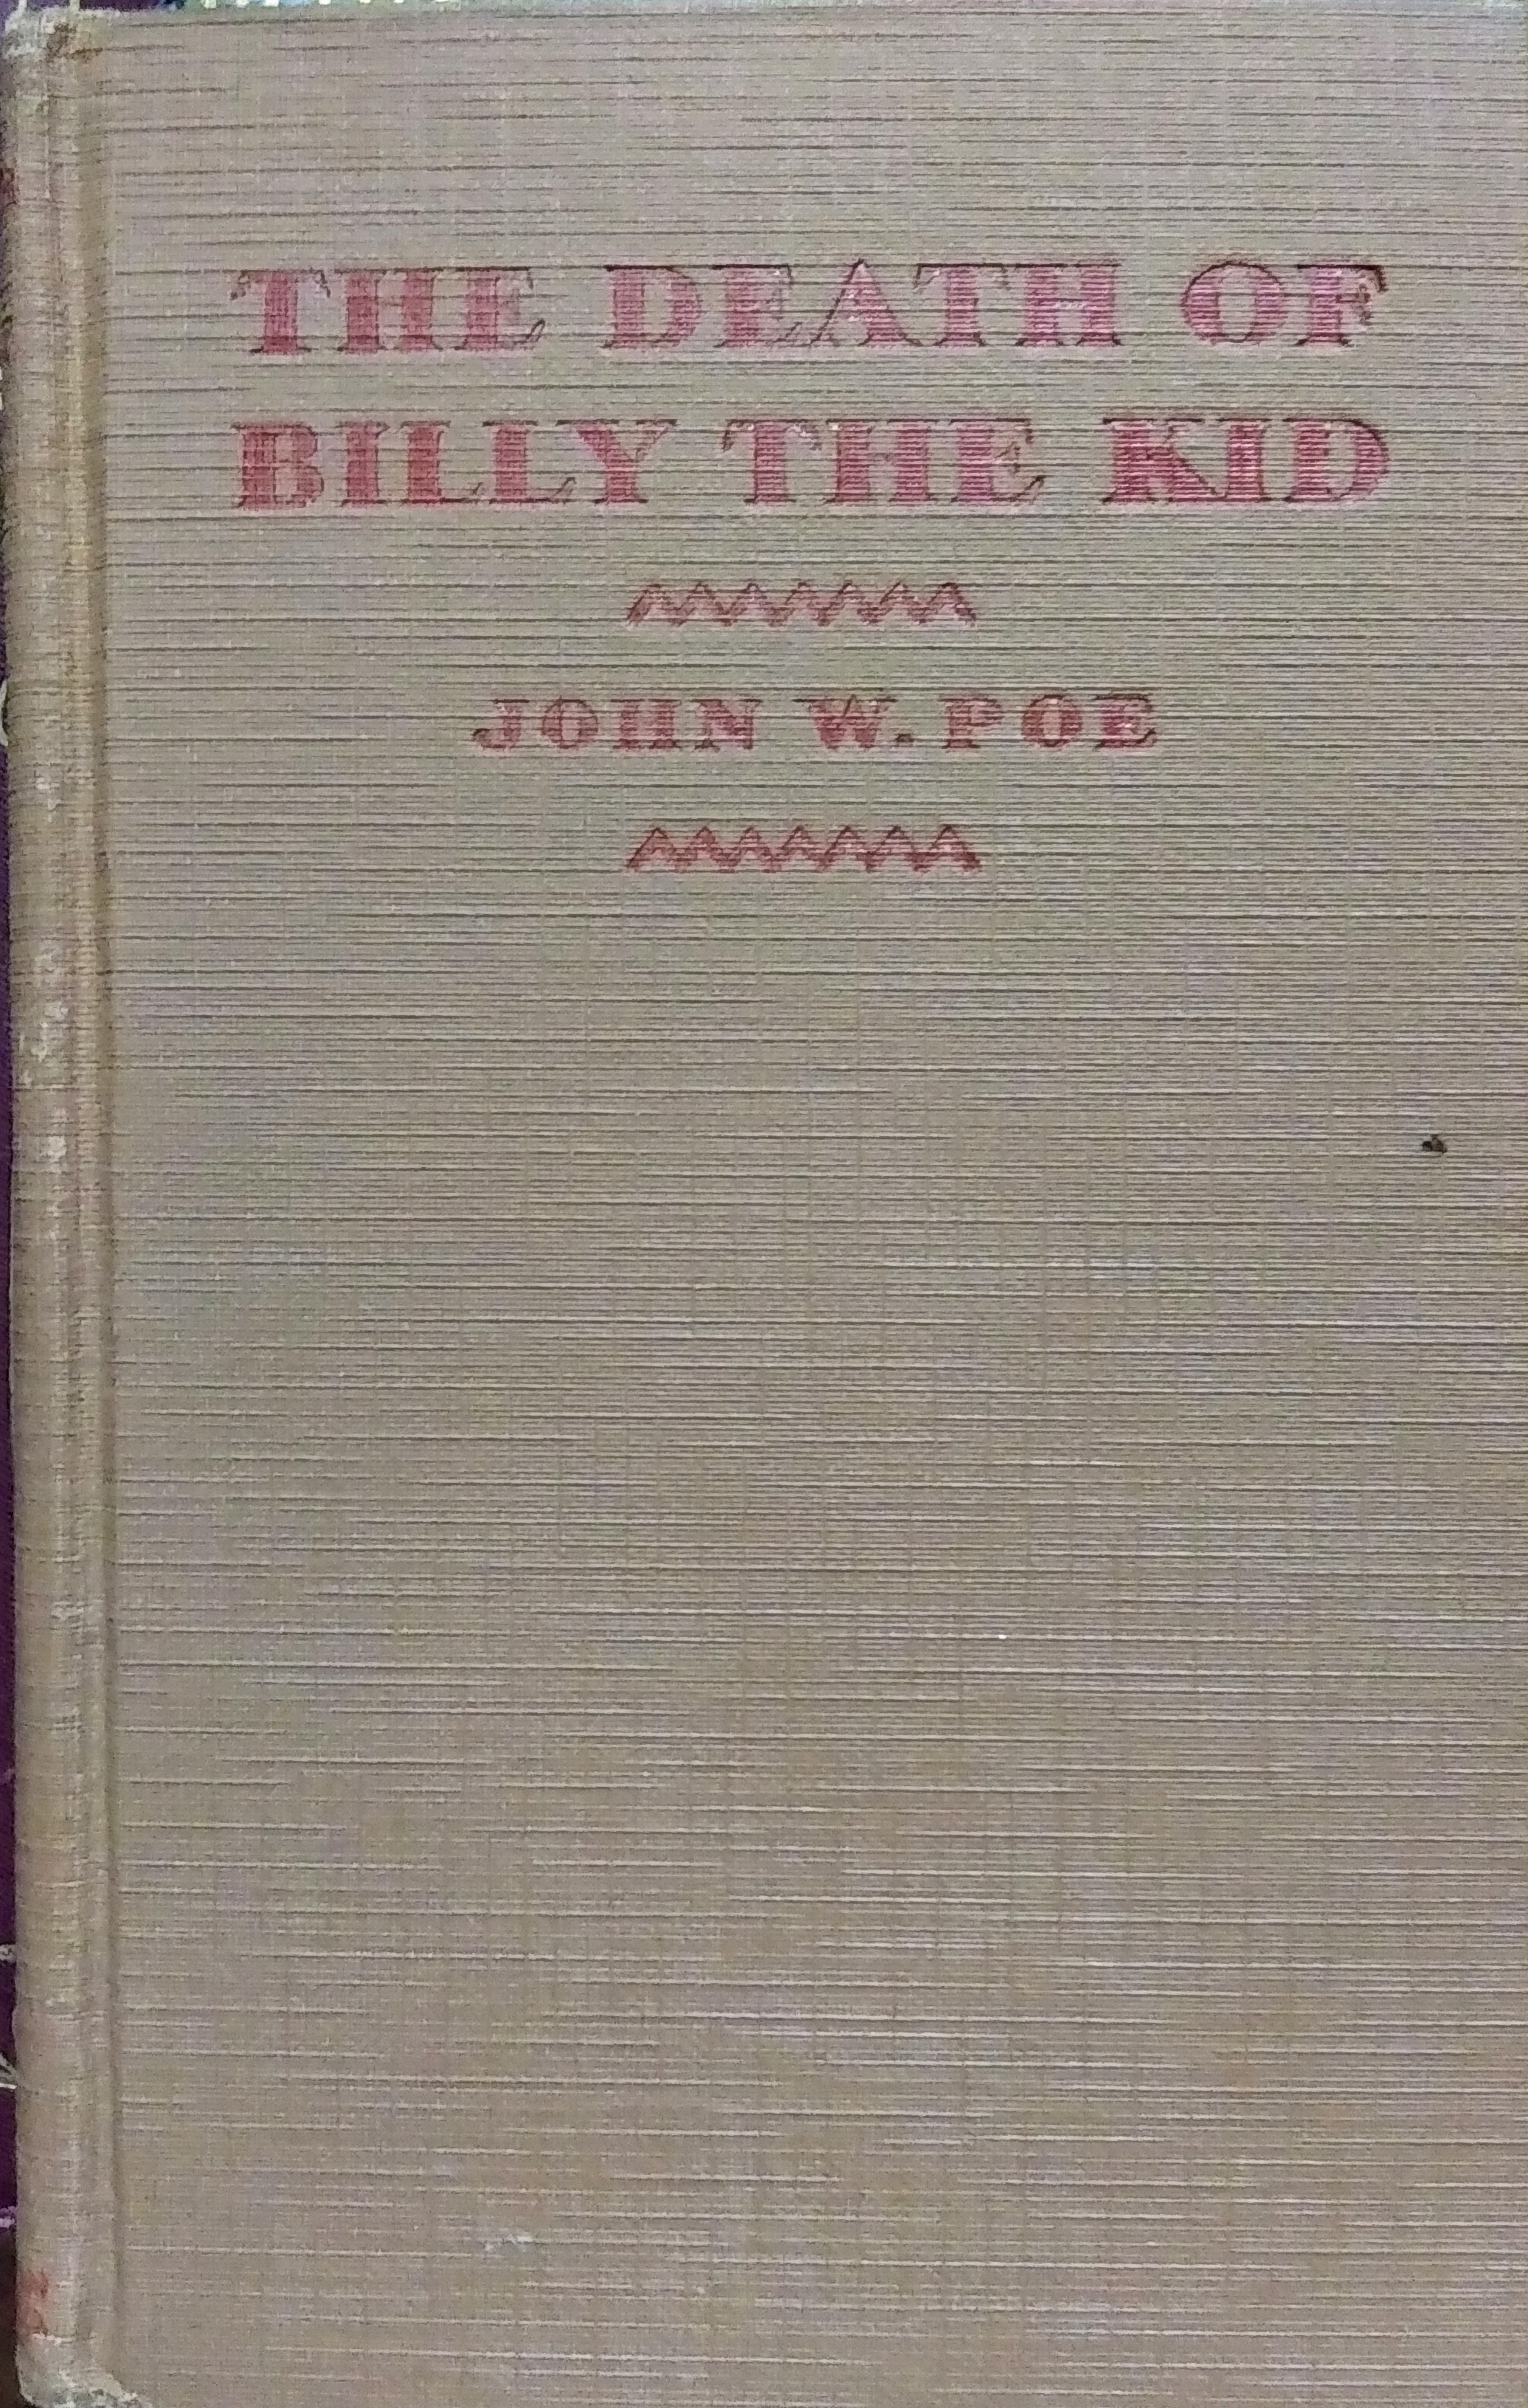 THE DEATH OF
BILLY THE KID
JOHN W. POE